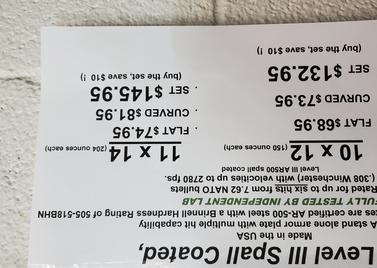 Level III Spall Coated,
Made in the USA
A stand alone armor plate with multiple hit capability
es are certified AR-500 steel with a Brinell Hardness Rating of 505-518BNHH
FULLY TESTED BY INDEPENDENT LAB
Rated for up to six hits from 7.62 NATO bullets
(.308 Winchester) with velocities up to 2780 fps.
Level III AR500 Spall coated
10 x 12 (150 ounces each)
FLAT $68.95
CURVED $73.95
SET $132.95
(buy the set, save $10 !)
11 x 14 (204 ounces each)
· FLAT $74.95
· CURVED $81.95
· SET $145.95
(buy the set, save $10 !)